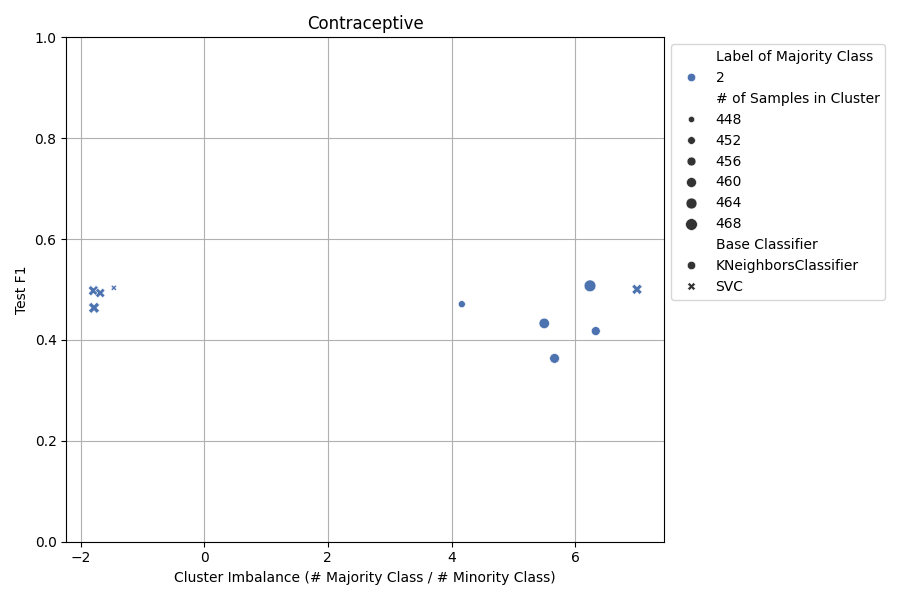 Contraceptive
1.0
0.8
0.6
0.4
0.2
0.0
Test F1
−2
0
2
4
6
Cluster Imbalance (# Majority Class / # Minority Class)
Label of Majority Class
2
# of Samples in Cluster
448
452
456
460
464
468
Base Classifier
KNeighborsClassifier
SVC